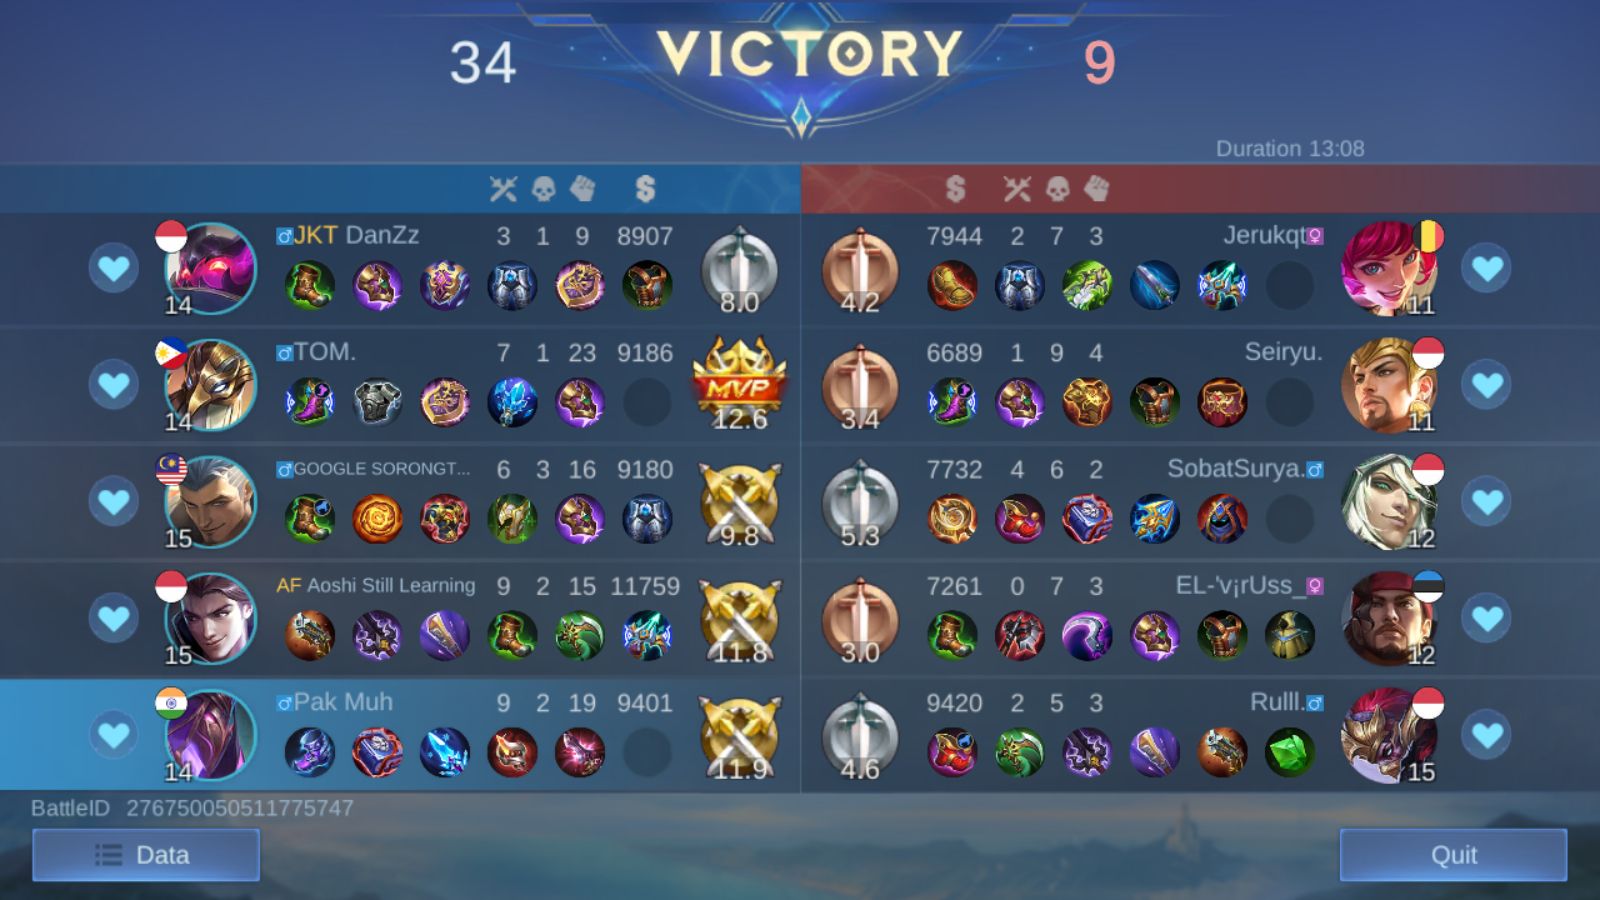 34 VICTORY 9
Duration 13:08
JKT DanZz 3 1 9 8907
14 8.0
4.2 7944 2 7 3 Jerukqt
11
TOM. 7 1 23 9186
14 MVP 12.6
3.4 6689 1 9 4 Seiryu.
11
GOOGLE SORONGT... 6 3 16 9180
15 9.8
5.3 7732 4 6 2 SobatSurya.
12
AF Aoshi Still Learning 9 2 15 11759
15 11.8
3.0 7261 0 7 3 EL-'v¡rUss_
12
Pak Muh 9 2 19 9401
14 11.9
4.6 9420 2 5 3 Rulll.
15
BattleID 276750050511775747
Data
Quit